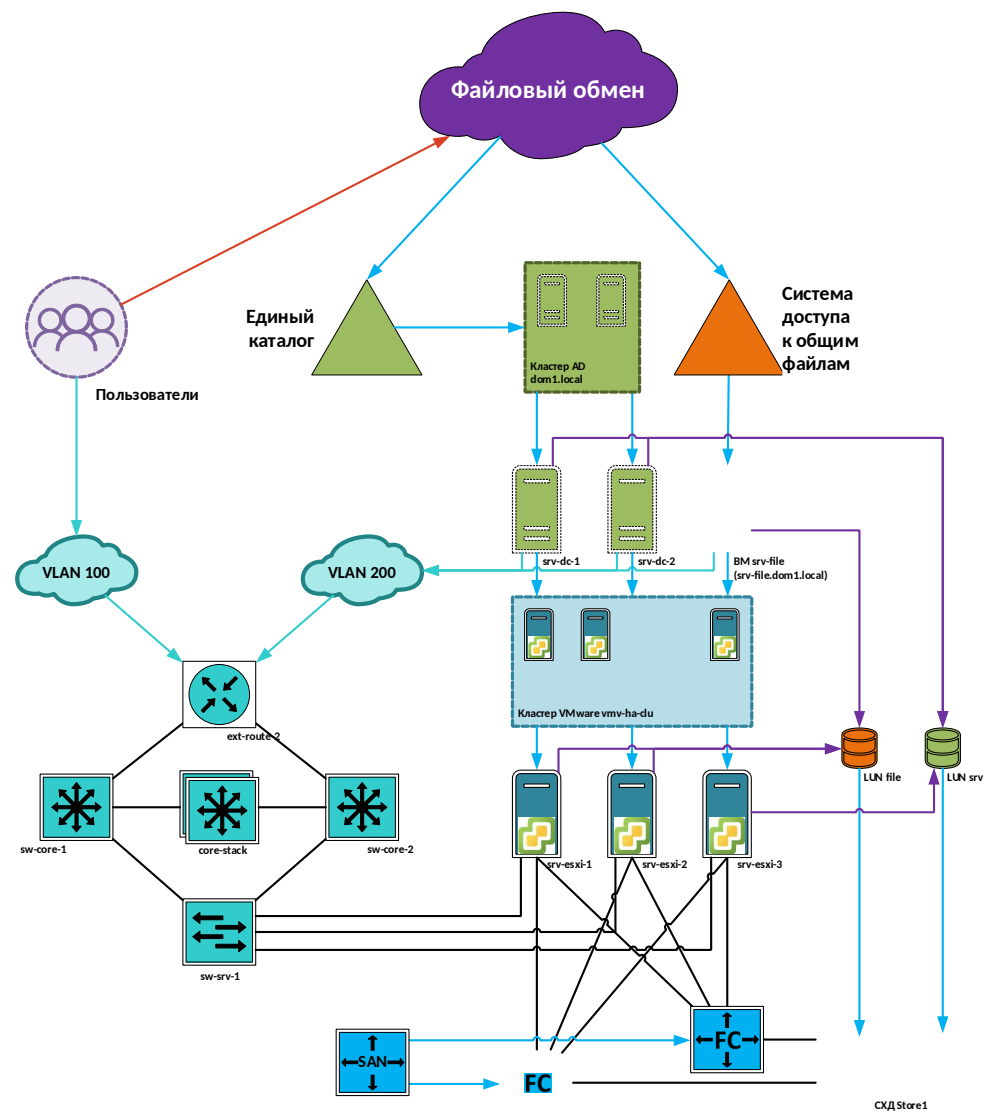 Файловый обмен
Единый
каталог
Система
доступа
к общим
файлам
Кластер AD
dom1.local
Пользователи
srv-dc-1
srv-dc-2
ВМ srv-file
(srv-file.dom1.local)
VLAN 100
VLAN 200
Кластер VMware vmv-ha-clu
ext-route-2
LUN file
LUN srv
sw-core-1
core-stack
sw-core-2
srv-esxi-1
srv-esxi-2
srv-esxi-3
sw-srv-1
FC
SAN
FC
СХД Store1